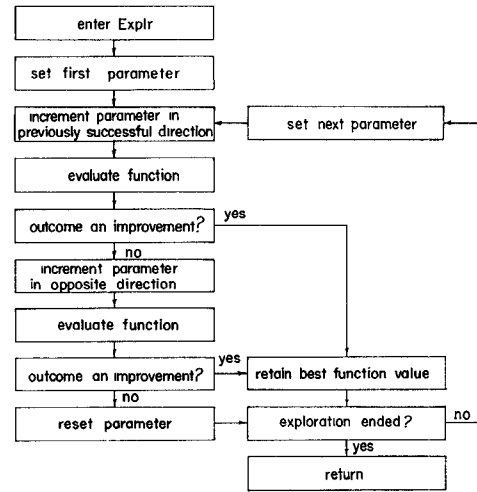 enter Explr
set first parameter
increment parameter in
previously successful direction
set next parameter
evaluate function
outcome an improvement?
yes
no
increment parameter
in opposite direction
evaluate function
outcome an improvement?
yes
retain best function value
no
reset parameter
exploration ended?
no
yes
return